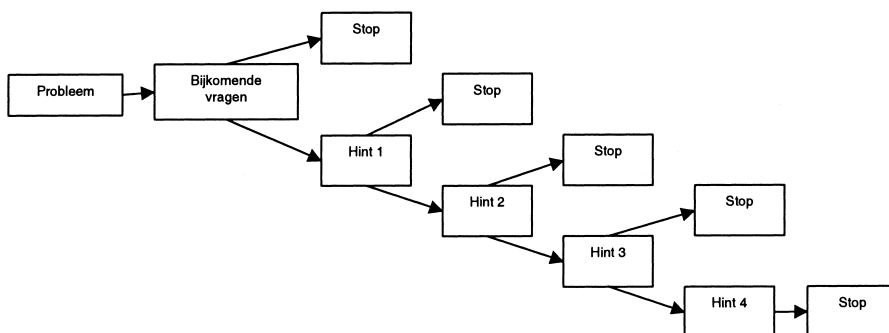 Stop
Probleem
Bijkomende
vragen
Stop
Hint 1
Stop
Hint 2
Stop
Hint 3
Hint 4
Stop